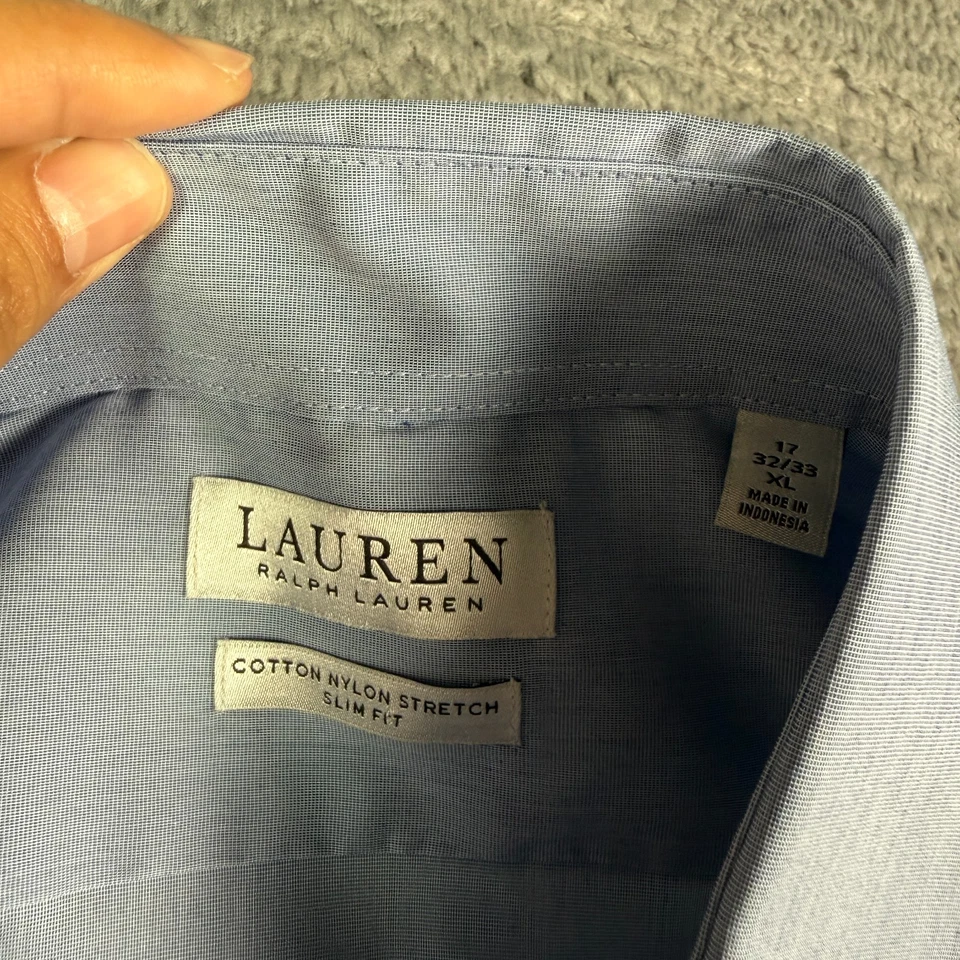 LAUREN
RALPH LAUREN
COTTON NYLON STRETCH
SLIM FIT
17
32/33
XL
MADE IN
INDONESIA